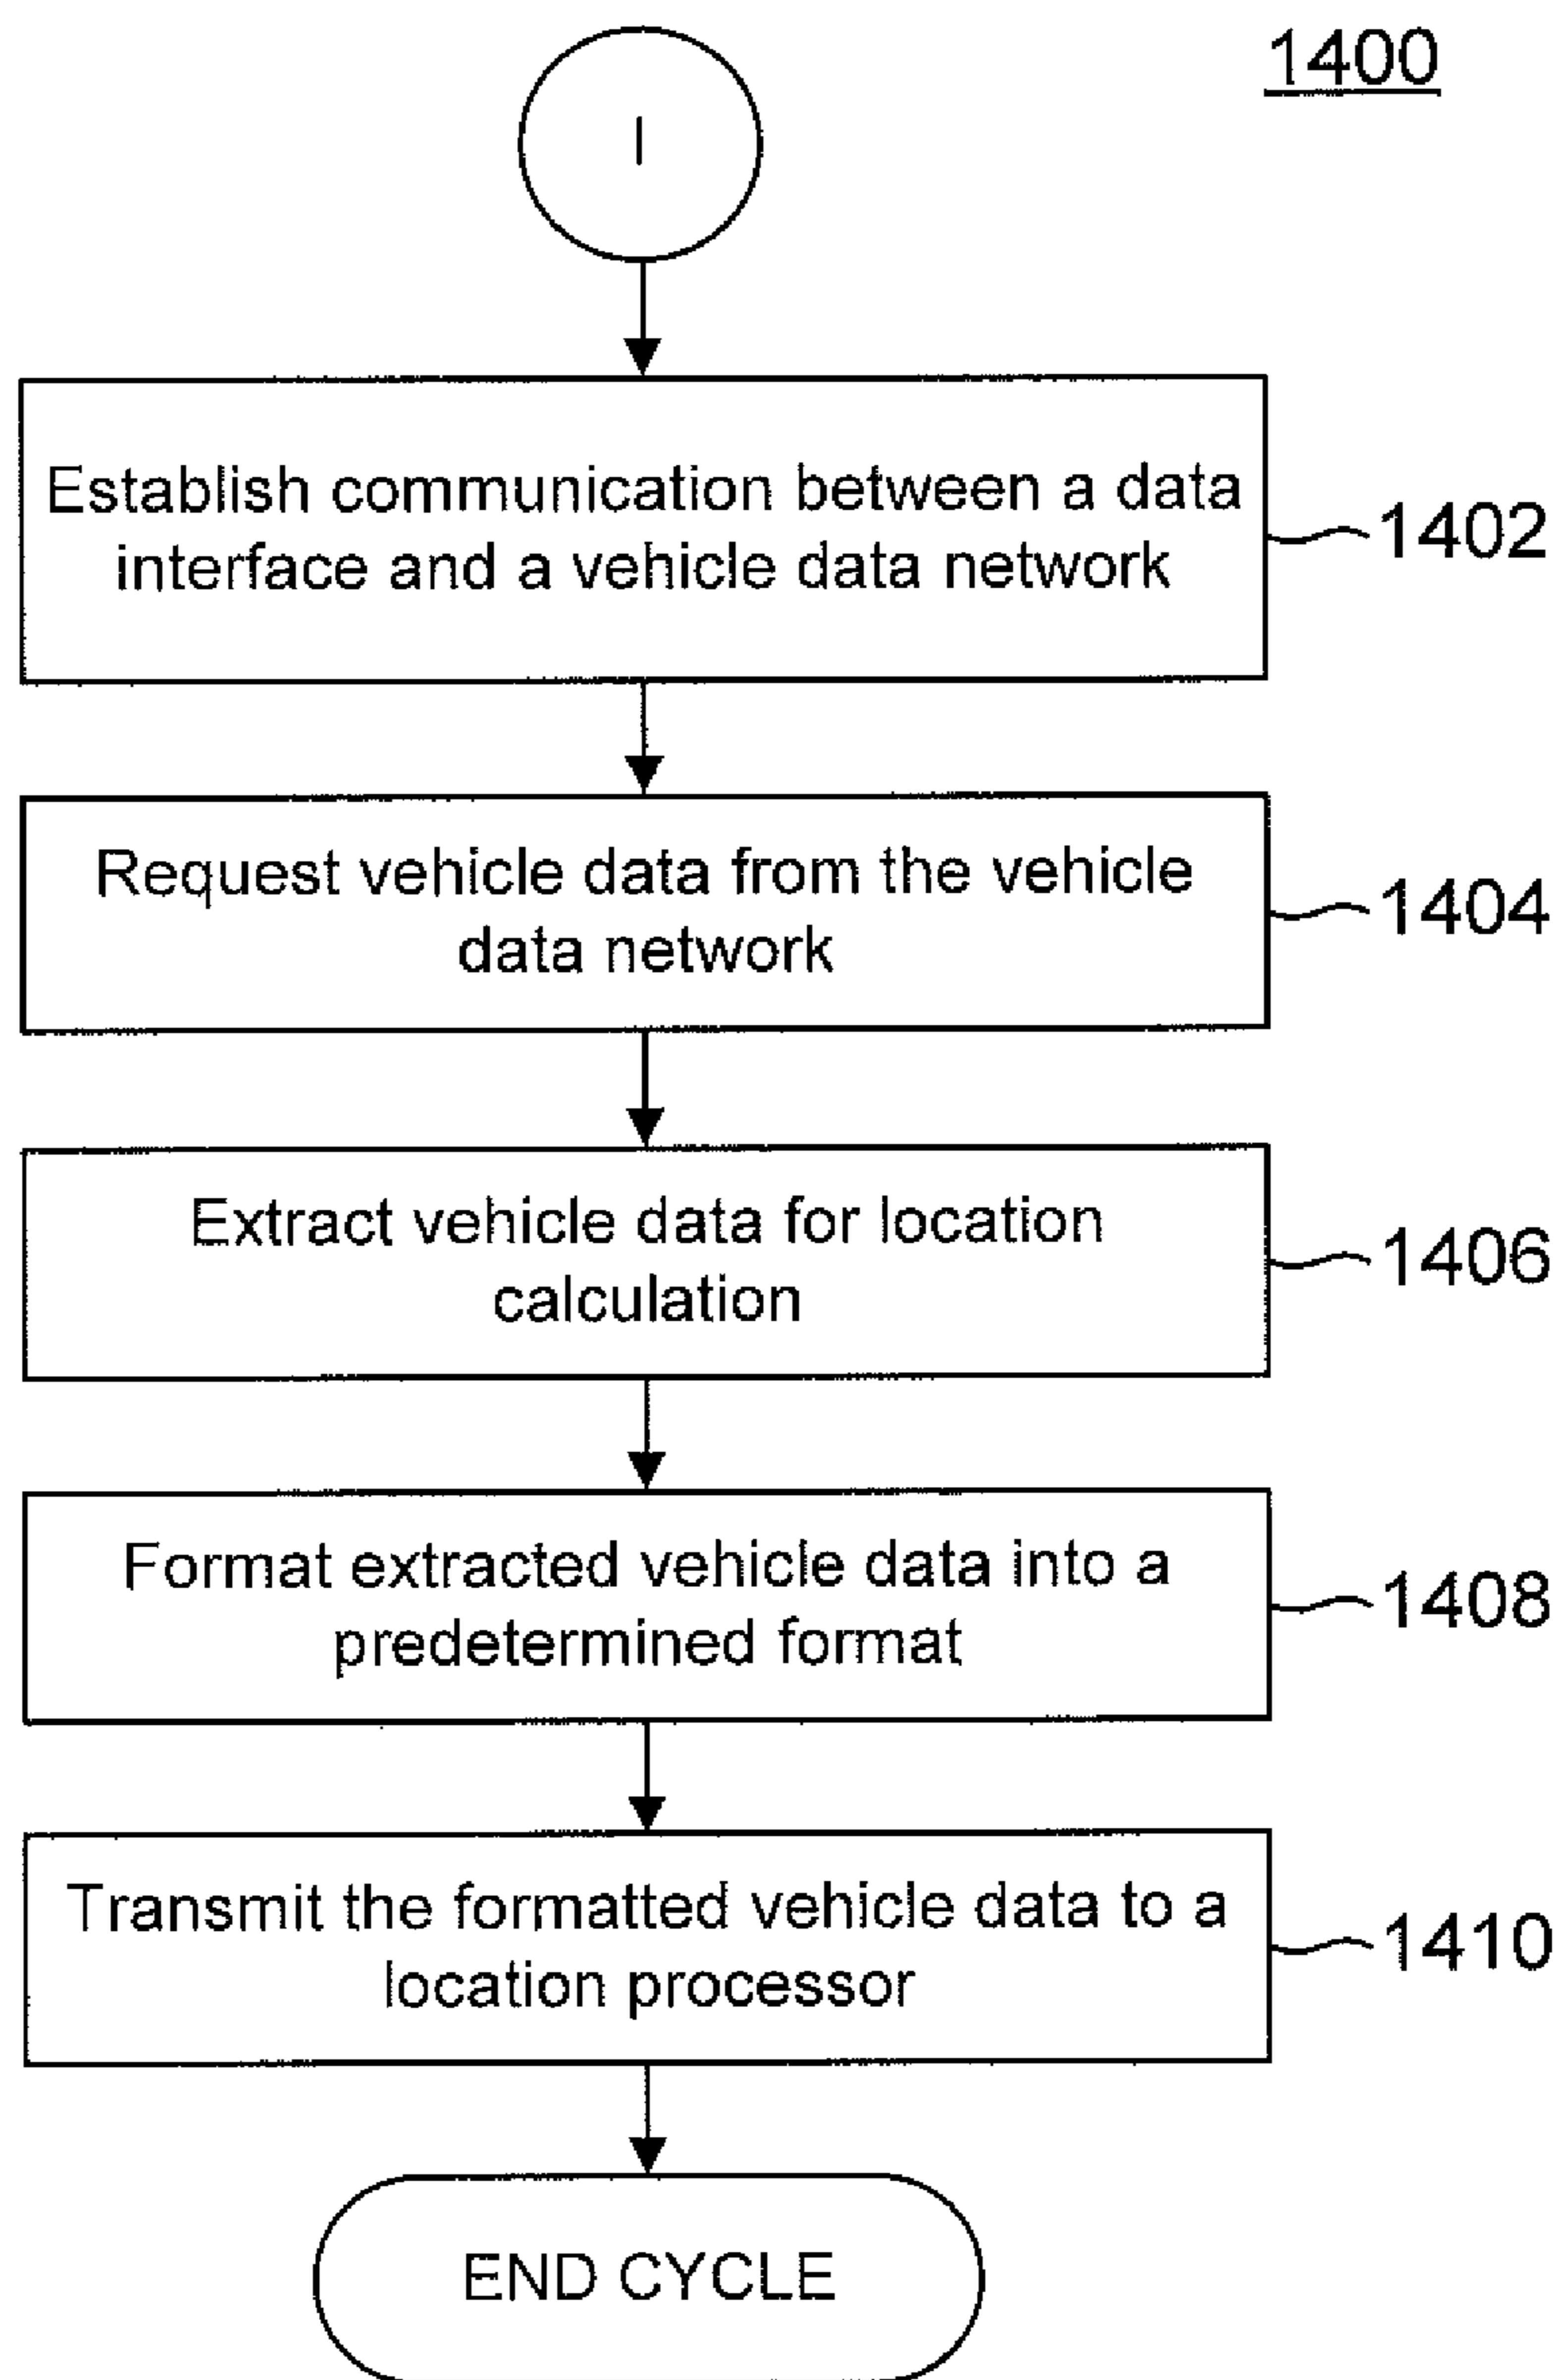 1400
I
Establish communication between a data
interface and a vehicle data network
1402
Request vehicle data from the vehicle
data network
1404
Extract vehicle data for location
calculation
1406
Format extracted vehicle data into a
predetermined format
1408
Transmit the formatted vehicle data to a
location processor
1410
END CYCLE